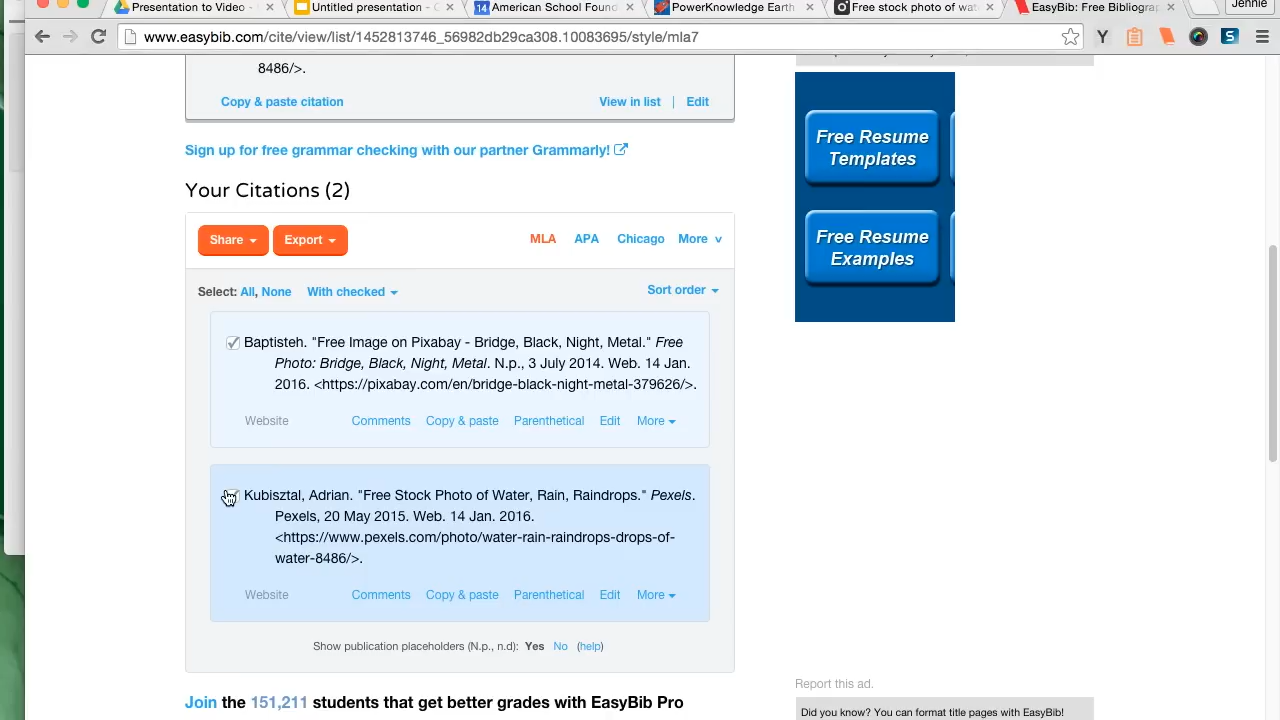 Presentation to Video -
Untitled presentation -
American School Found
PowerKnowledge Earth
Free stock photo of wat
EasyBib: Free Bibliograp
Jennie
www.easybib.com/cite/view/list/1452813746_56982db29ca308.10083695/style/mla7
8486/>.
Copy & paste citation
View in list | Edit
Sign up for free grammar checking with our partner Grammarly!
Your Citations (2)
Share
Export
MLA
APA
Chicago
More v
Select: All, None
With checked
Sort order
Baptisteh. "Free Image on Pixabay - Bridge, Black, Night, Metal." Free
Photo: Bridge, Black, Night, Metal. N.p., 3 July 2014. Web. 14 Jan.
2016. <https://pixabay.com/en/bridge-black-night-metal-379626/>.
Website
Comments
Copy & paste
Parenthetical
Edit
More
Kubisztal, Adrian. "Free Stock Photo of Water, Rain, Raindrops." Pexels.
Pexels, 20 May 2015. Web. 14 Jan. 2016.
<https://www.pexels.com/photo/water-rain-raindrops-drops-of-
water-8486/>.
Website
Comments
Copy & paste
Parenthetical
Edit
More
Show publication placeholders (N.p., n.d): Yes No (help)
Join the 151,211 students that get better grades with EasyBib Pro
Free Resume
Templates
Free Resume
Examples
Report this ad.
Did you know? You can format title pages with EasyBib!